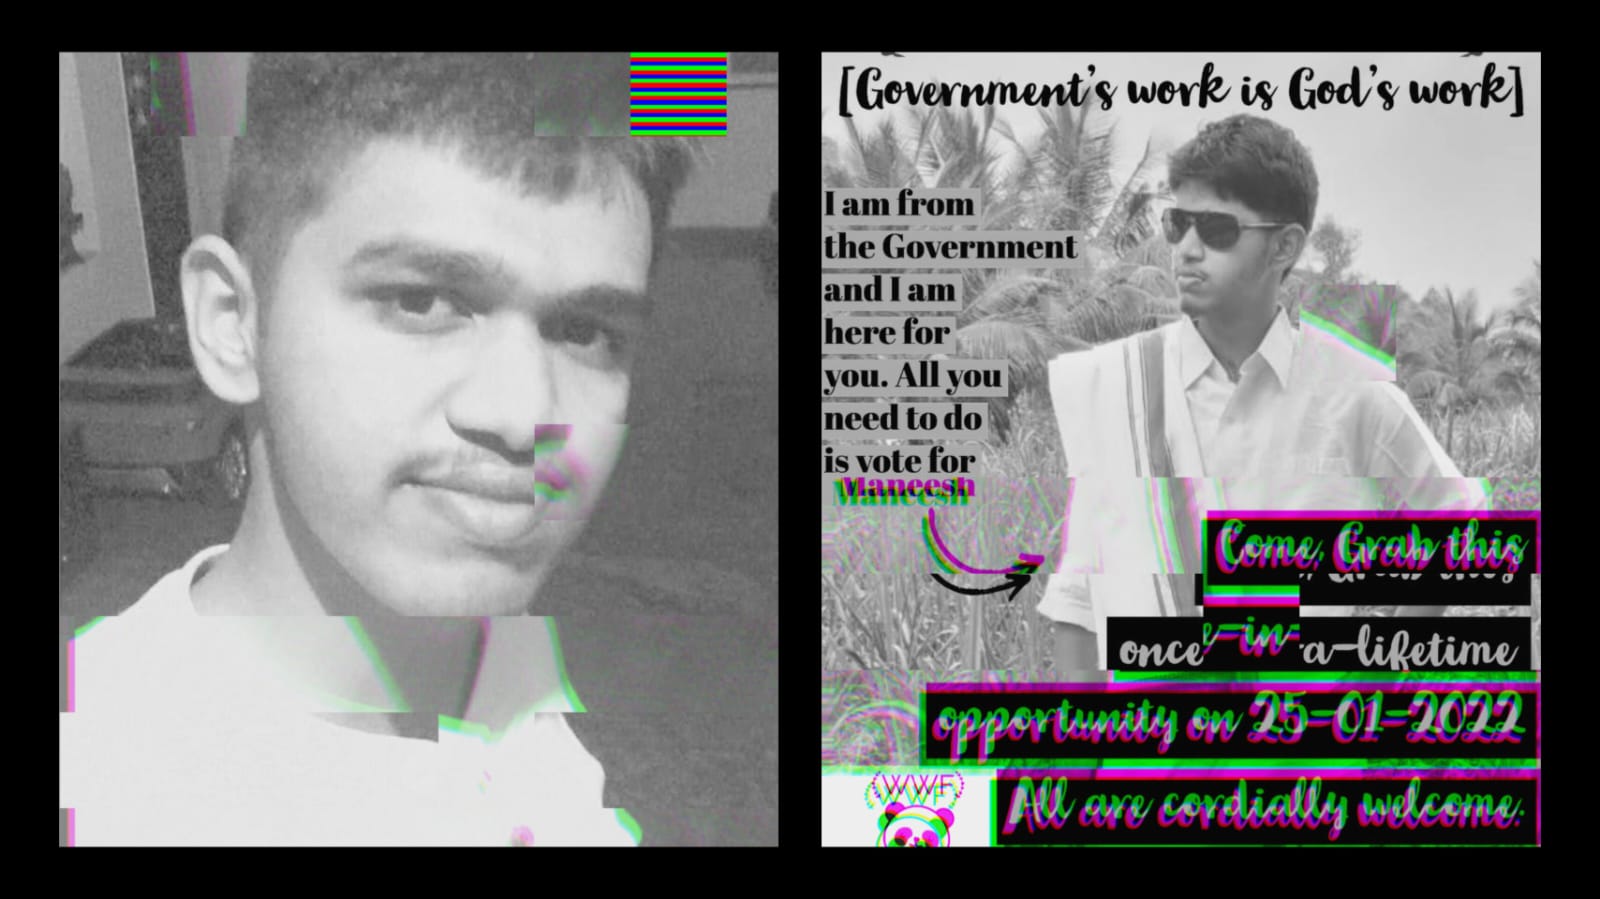 [Government's work is God's work]
I am from
the Government
and I am
here for
you. All you
need to do
is vote for
Maneesh
Come, Grab this
once-in-a-lifetime
opportunity on 25-01-2022
All are cordially welcome.
WWF